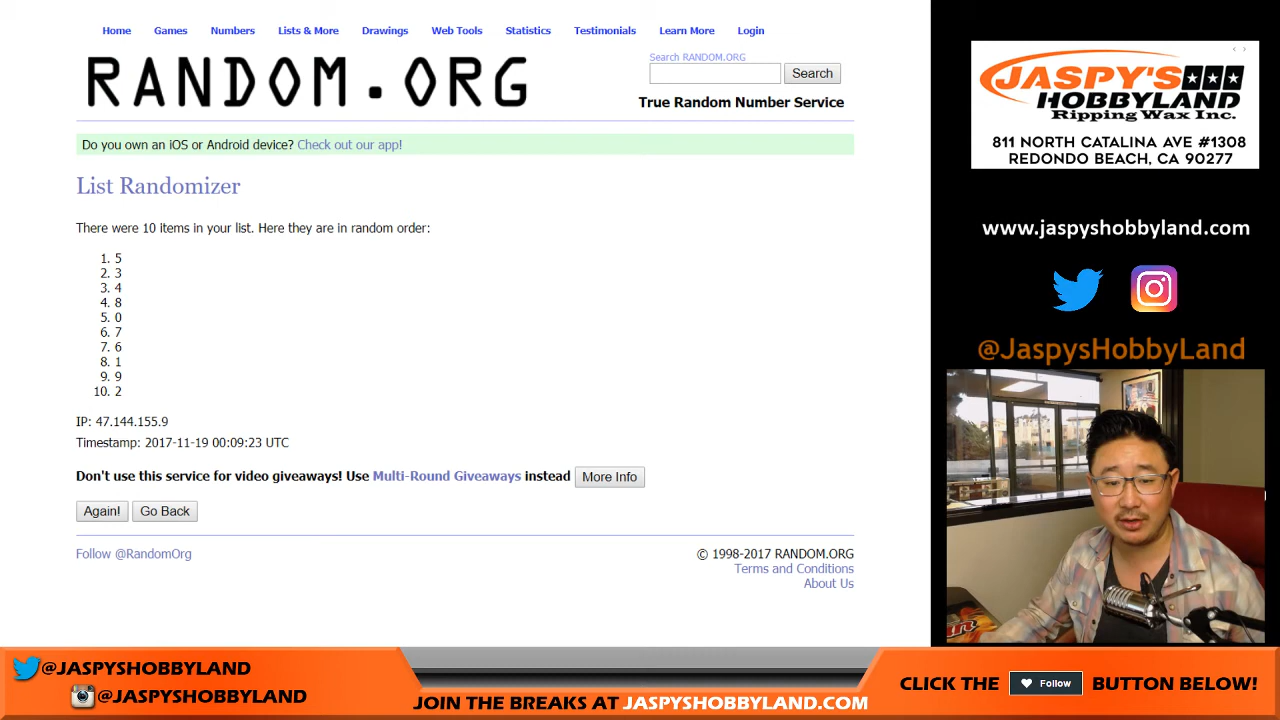 Home Games Numbers Lists & More Drawings Web Tools Statistics Testimonials Learn More Login
RANDOM.ORG
Search RANDOM.ORG
Search
True Random Number Service
Do you own an iOS or Android device? Check out our app!
List Randomizer
There were 10 items in your list. Here they are in random order:
1. 5
2. 3
3. 4
4. 8
5. 0
6. 7
7. 6
8. 1
9. 9
10. 2
IP: 47.144.155.9
Timestamp: 2017-11-19 00:09:23 UTC
Don't use this service for video giveaways! Use Multi-Round Giveaways instead More Info
Again! Go Back
Follow @RandomOrg
© 1998-2017 RANDOM.ORG
Terms and Conditions
About Us
JASPY'S
HOBBYLAND
Ripping Wax Inc.
811 NORTH CATALINA AVE #1308
REDONDO BEACH, CA 90277
www.jaspyshobbyland.com
@JaspysHobbyLand
@JASPYSHOBBYLAND
@JASPYSHOBBYLAND
JOIN THE BREAKS AT JASPYSHOBBYLAND.COM
CLICK THE Follow BUTTON BELOW!